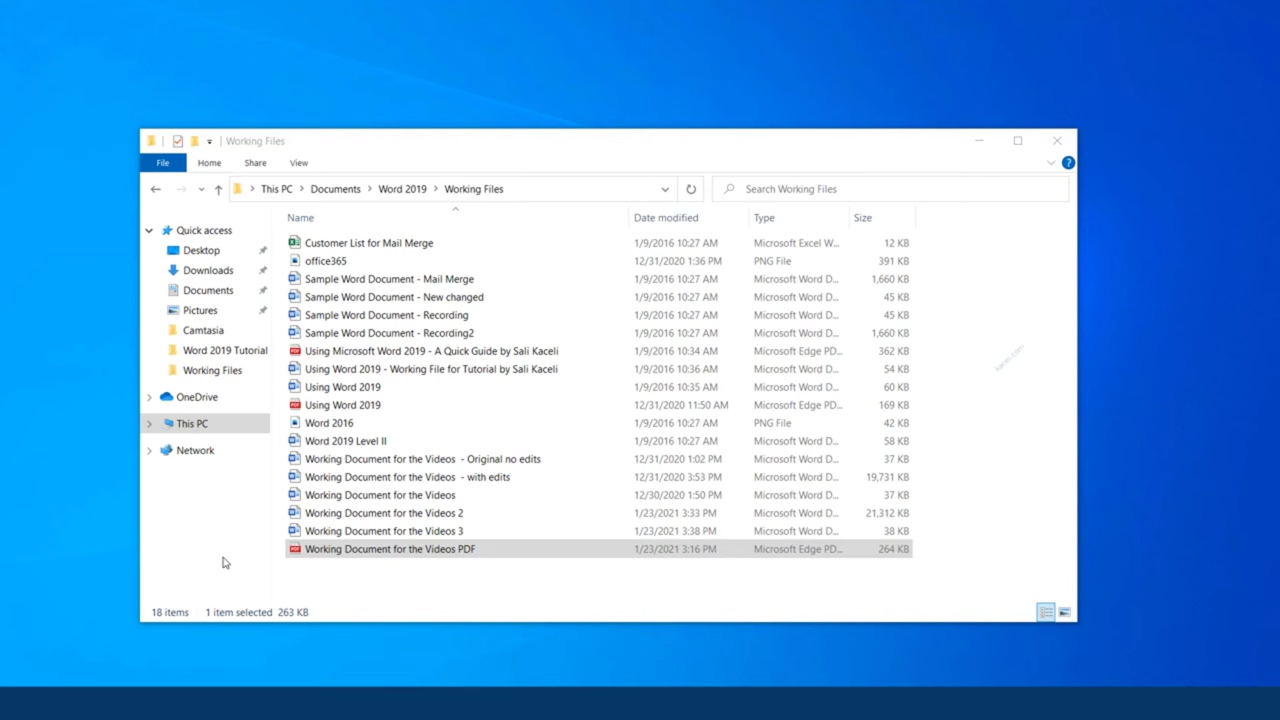 Working Files
File Home Share View
This PC Documents Word 2019 Working Files
Search Working Files
Name Date modified Type Size
Quick access
Desktop
Downloads
Documents
Pictures
Camtasia
Word 2019 Tutorial
Working Files
OneDrive
This PC
Network
Customer List for Mail Merge 1/9/2016 10:27 AM Microsoft Excel W... 12 KB
office365 12/31/2020 1:36 PM PNG File 391 KB
Sample Word Document - Mail Merge 1/9/2016 10:27 AM Microsoft Word D... 1,660 KB
Sample Word Document - New changed 1/9/2016 10:27 AM Microsoft Word D... 45 KB
Sample Word Document - Recording 1/9/2016 10:27 AM Microsoft Word D... 45 KB
Sample Word Document - Recording2 1/9/2016 10:27 AM Microsoft Word D... 1,660 KB
Using Microsoft Word 2019 - A Quick Guide by Sali Kaceli 1/9/2016 10:34 AM Microsoft Edge PD... 362 KB
Using Word 2019 - Working File for Tutorial by Sali Kaceli 1/9/2016 10:36 AM Microsoft Word D... 54 KB
Using Word 2019 1/9/2016 10:35 AM Microsoft Word D... 60 KB
Using Word 2019 12/31/2020 11:50 AM Microsoft Edge PD... 169 KB
Word 2016 1/9/2016 10:27 AM PNG File 42 KB
Word 2019 Level II 1/9/2016 10:27 AM Microsoft Word D... 58 KB
Working Document for the Videos - Original no edits 12/31/2020 1:02 PM Microsoft Word D... 37 KB
Working Document for the Videos - with edits 12/31/2020 3:53 PM Microsoft Word D... 19,731 KB
Working Document for the Videos 12/30/2020 1:50 PM Microsoft Word D... 37 KB
Working Document for the Videos 2 1/23/2021 3:33 PM Microsoft Word D... 21,312 KB
Working Document for the Videos 3 1/23/2021 3:38 PM Microsoft Word D... 38 KB
Working Document for the Videos PDF 1/23/2021 3:16 PM Microsoft Edge PD... 264 KB
kaceli.com
18 items 1 item selected 263 KB